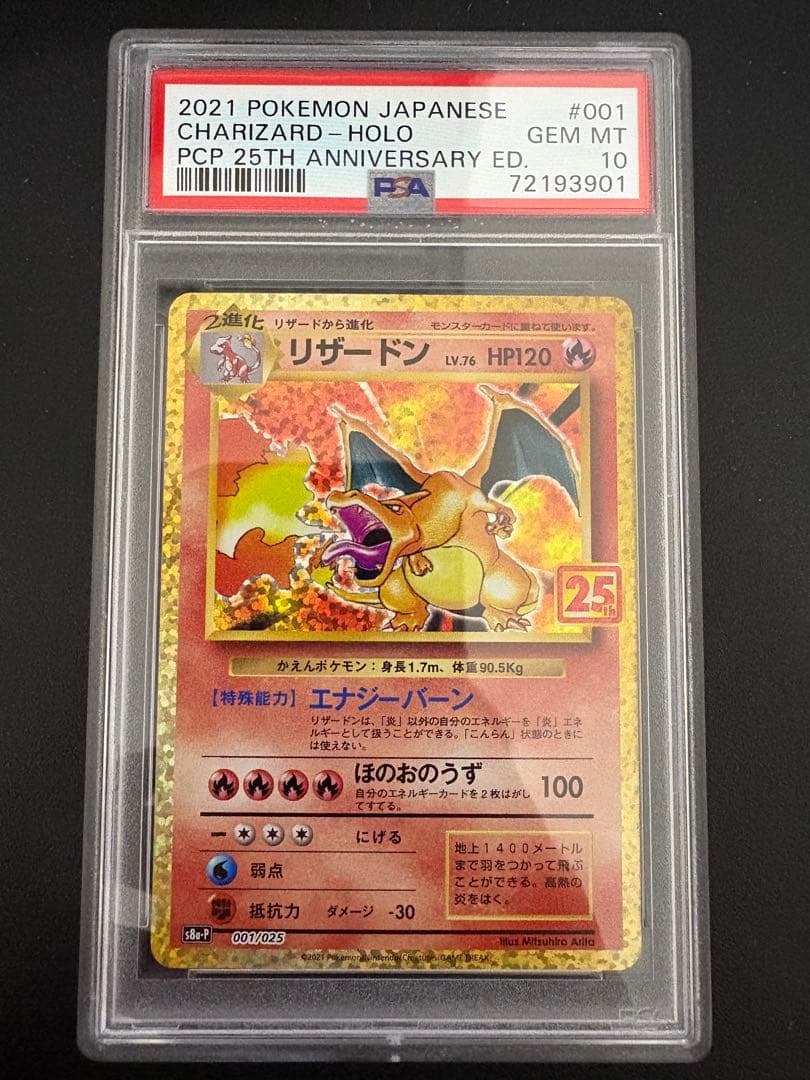 2021 POKEMON JAPANESE #001
CHARIZARD-HOLO GEM MT
PCP 25TH ANNIVERSARY ED. 10
PSA 72193901
2進化 リザードから進化 モンスターカードに重ねて使います。
リザードン LV.76 HP120
25th
かえんポケモン：身長1.7m、体重90.5Kg
【特殊能力】エナジーバーン
リザードンは、「炎」以外の自分のエネルギーを「炎」エネ
ルギーとして扱うことができる。「こんらん」状態のときに
は使えない。
ほのおのうず 100
自分のエネルギーカードを2枚はがし
てすてる。
ー にげる
弱点
抵抗力 ダメージ -30
地上1400メートル
まで羽をつかって飛ぶ
ことができる。高熱の
炎をはく。
s8a-P 001/025
Illus Mitsuhiro Arita
©2021 Pokémon/Nintendo/Creatures/GAME FREAK